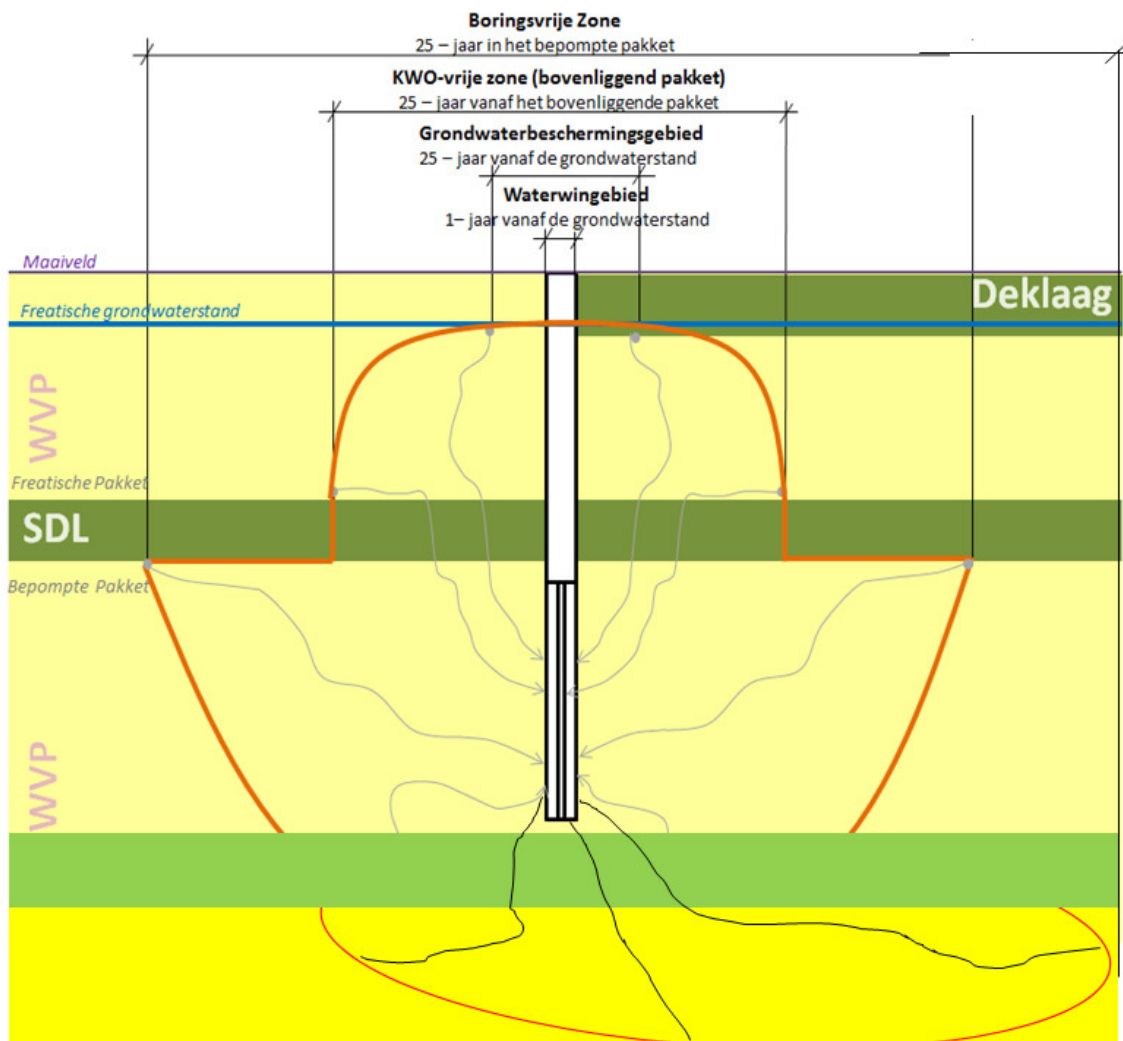 Boringsvrije Zone
25 – jaar in het bepompte pakket
KWO-vrije zone (bovenliggend pakket)
25 – jaar vanaf het bovenliggende pakket
Grondwaterbeschermingsgebied
25 – jaar vanaf de grondwaterstand
Waterwingebied
1– jaar vanaf de grondwaterstand
Maaiveld
Deklaag
Freatische grondwaterstand
WVP
Freatische Pakket
SDL
Bepompte Pakket
WVP